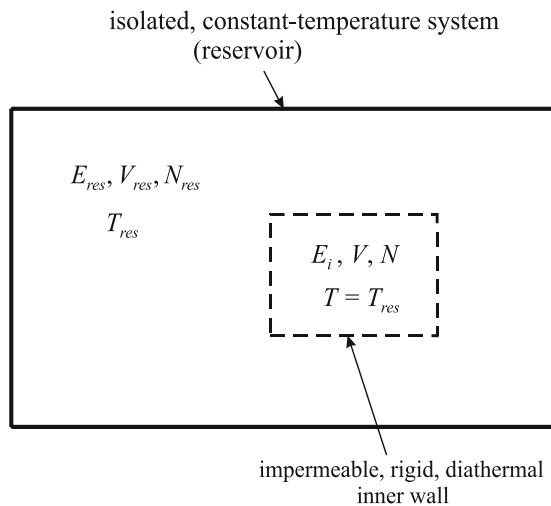 isolated, constant-temperature system
(reservoir)
E_res, V_res, N_res
T_res
E_i , V, N
T = T_res
impermeable, rigid, diathermal
inner wall